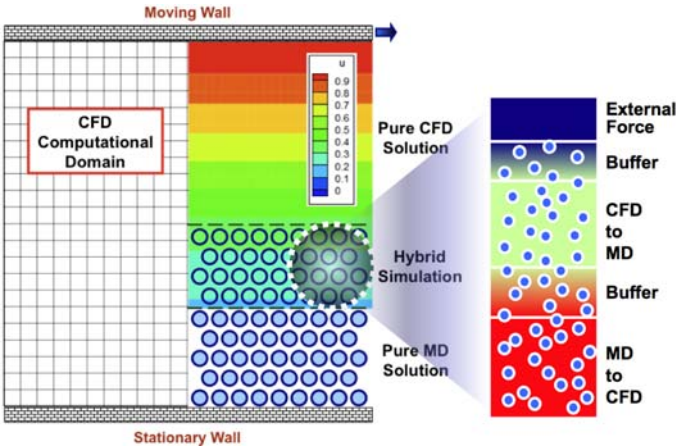 Moving Wall
CFD
Computational
Domain
u
0.9
0.8
0.7
0.6
0.5
0.4
0.3
0.2
0.1
0
Pure CFD
Solution
Hybrid
Simulation
Pure MD
Solution
Stationary Wall
External
Force
Buffer
CFD
to
MD
Buffer
MD
to
CFD